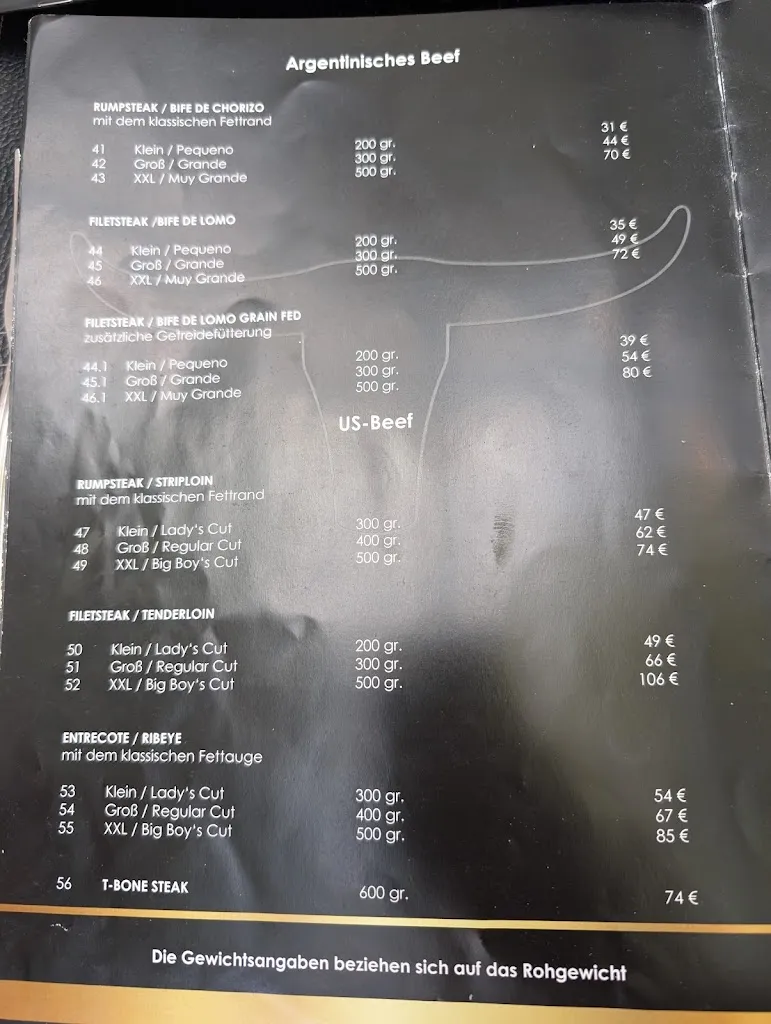 Argentinisches Beef
RUMPSTEAK / BIFE DE CHORIZO
mit dem klassischen Fettrand
41 Klein / Pequeno 200 gr. 31 €
42 Groß / Grande 300 gr. 44 €
43 XXL / Muy Grande 500 gr. 70 €
FILETSTEAK /BIFE DE LOMO
44 Klein / Pequeno 200 gr. 35 €
45 Groß / Grande 300 gr. 49 €
46 XXL / Muy Grande 500 gr. 72 €
FILETSTEAK / BIFE DE LOMO GRAIN FED
zusätzliche Getreidefütterung
44.1 Klein / Pequeno 200 gr. 39 €
45.1 Groß / Grande 300 gr. 54 €
46.1 XXL / Muy Grande 500 gr. 80 €
US-Beef
RUMPSTEAK / STRIPLOIN
mit dem klassischen Fettrand
47 Klein / Lady's Cut 300 gr. 47 €
48 Groß / Regular Cut 400 gr. 62 €
49 XXL / Big Boy's Cut 500 gr. 74 €
FILETSTEAK / TENDERLOIN
50 Klein / Lady's Cut 200 gr. 49 €
51 Groß / Regular Cut 300 gr. 66 €
52 XXL / Big Boy's Cut 500 gr. 106 €
ENTRECOTE / RIBEYE
mit dem klassischen Fettauge
53 Klein / Lady's Cut 300 gr. 54 €
54 Groß / Regular Cut 400 gr. 67 €
55 XXL / Big Boy's Cut 500 gr. 85 €
56 T-BONE STEAK 600 gr. 74 €
Die Gewichtsangaben beziehen sich auf das Rohgewicht